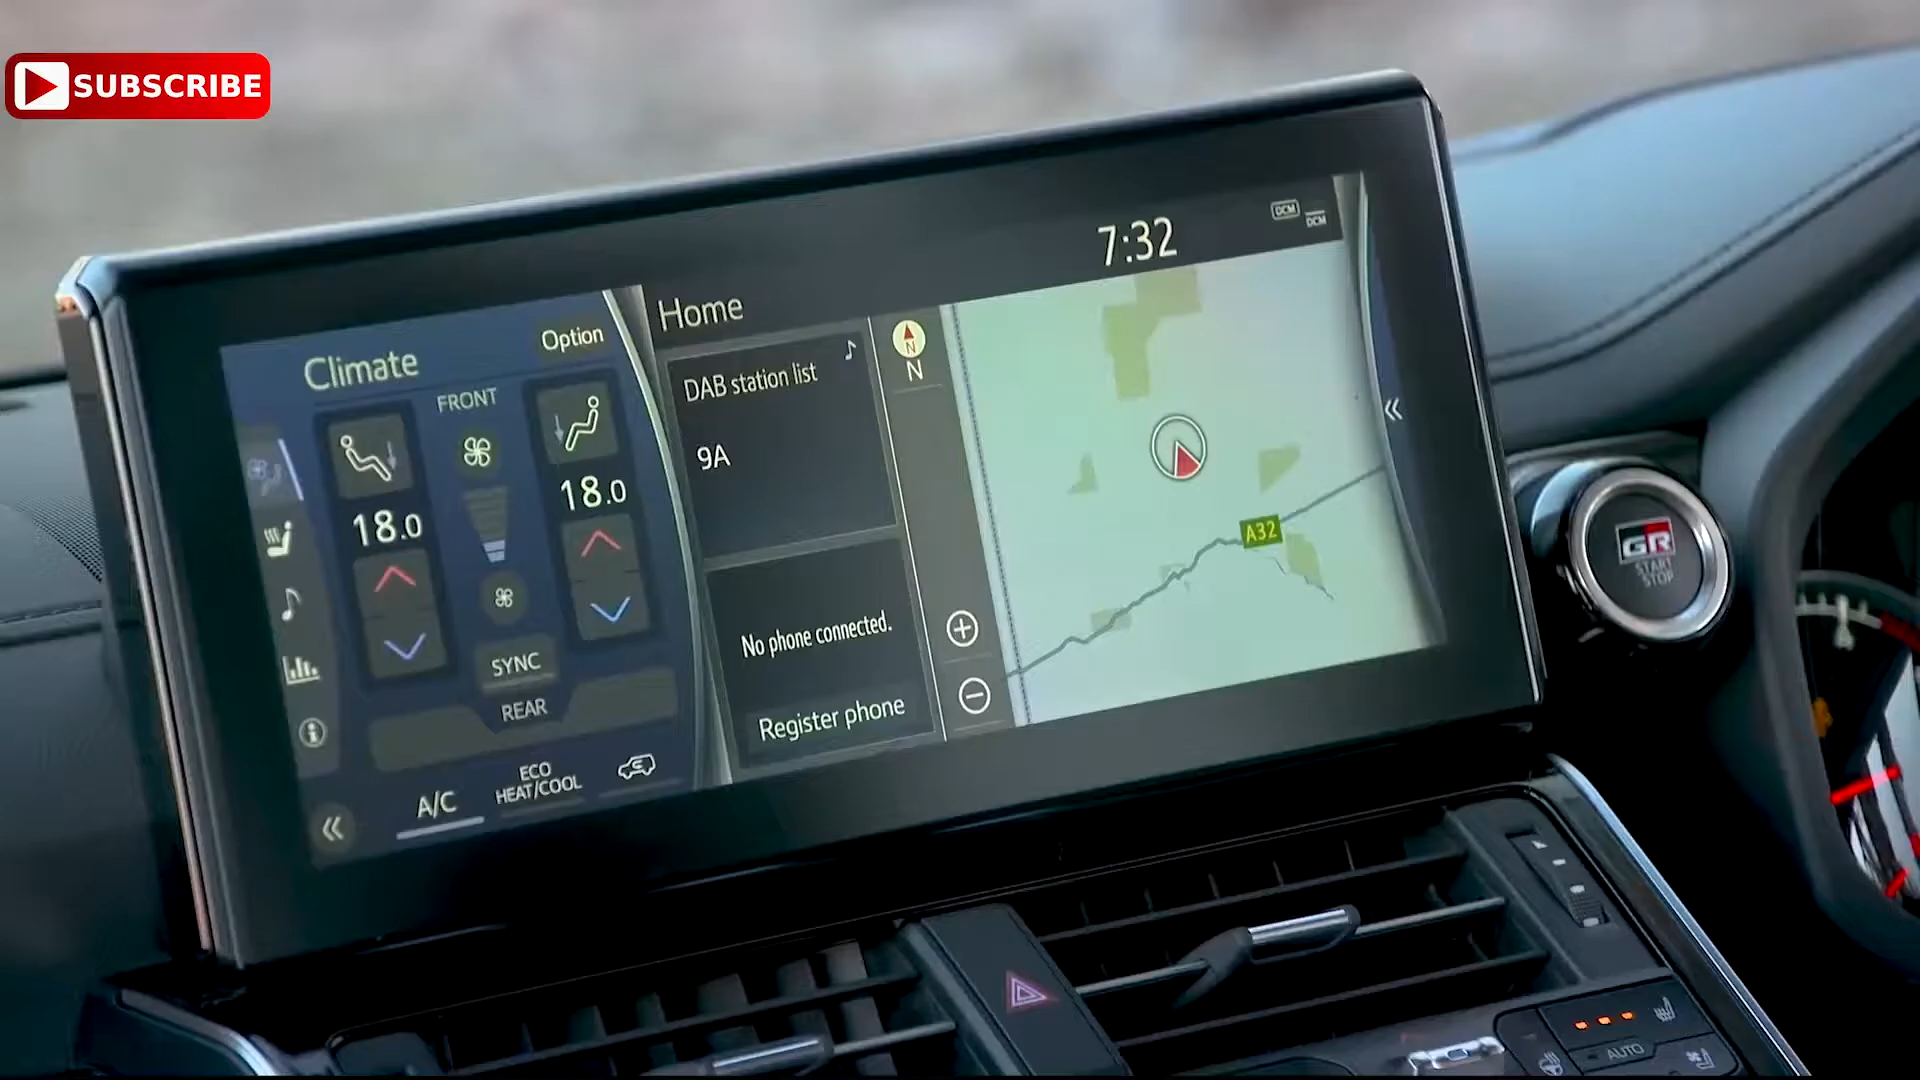 SUBSCRIBE
7:32
DCM
DCM
Home
Option
Climate
FRONT
DAB station list
N
N
9A
18.0
18.0
A32
GR
START
STOP
No phone connected.
SYNC
REAR
Register phone
ECO
HEAT/COOL
A/C
AUTO